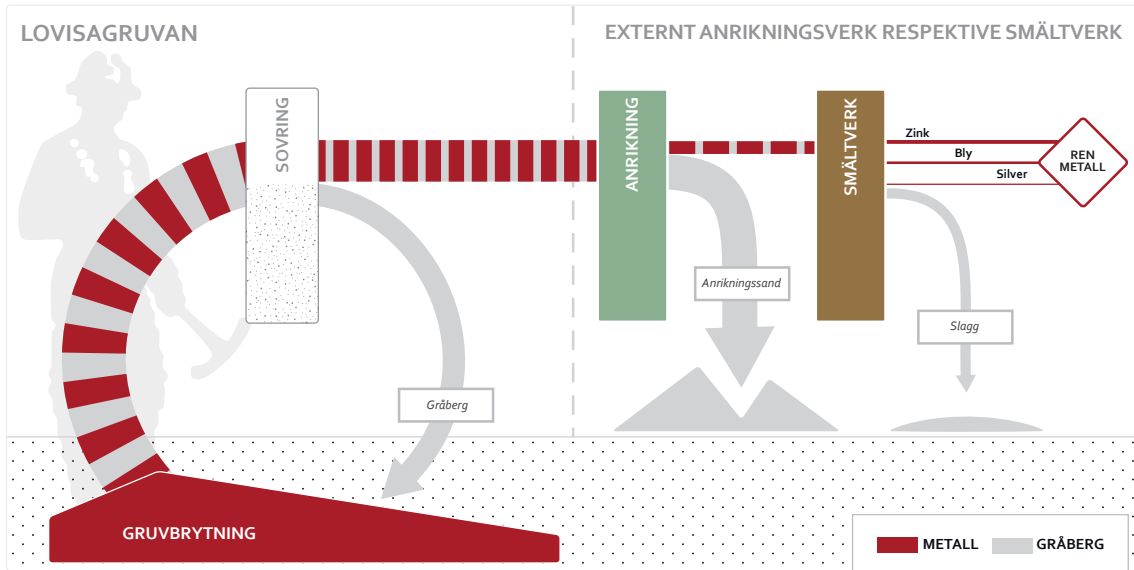 LOVISAGRUVAN
EXTERNT ANRIKNINGSVERK RESPEKTIVE SMÄLTVERK
SOVRING
ANRIKNING
SMÄLTVERK
Zink
Bly
Silver
REN
METALL
Anrikningssand
Slagg
Gråberg
GRUVBRYTNING
METALL
GRÅBERG